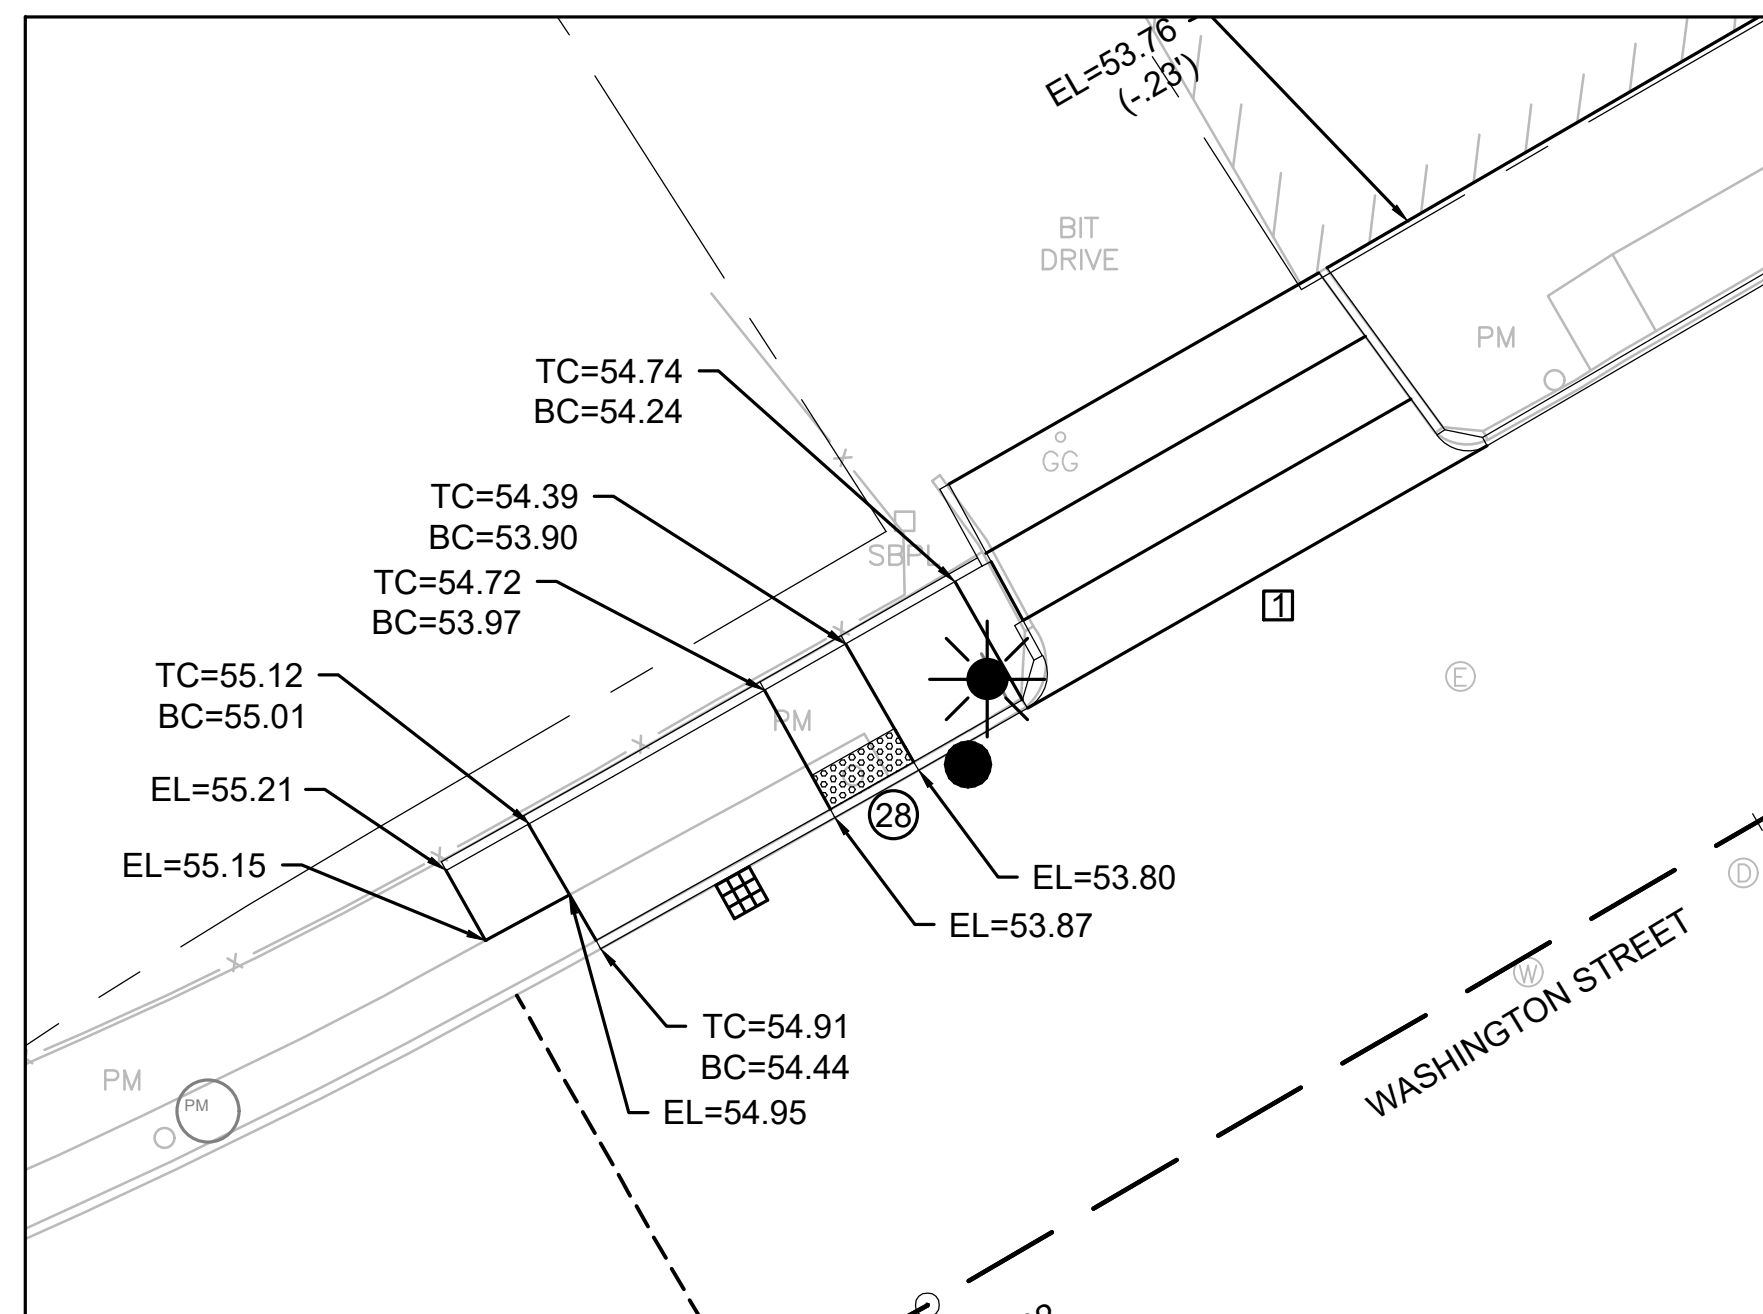 EL=53.76
(-.23')
BIT
DRIVE
PM
TC=54.74
BC=54.24
GG
TC=54.39
BC=53.90
SBPL
TC=54.72
BC=53.97
1
TC=55.12
BC=55.01
E
PM
EL=55.21
28
EL=55.15
EL=53.80
D
EL=53.87
WASHINGTON STREET
W
TC=54.91
BC=54.44
PM
PM
EL=54.95